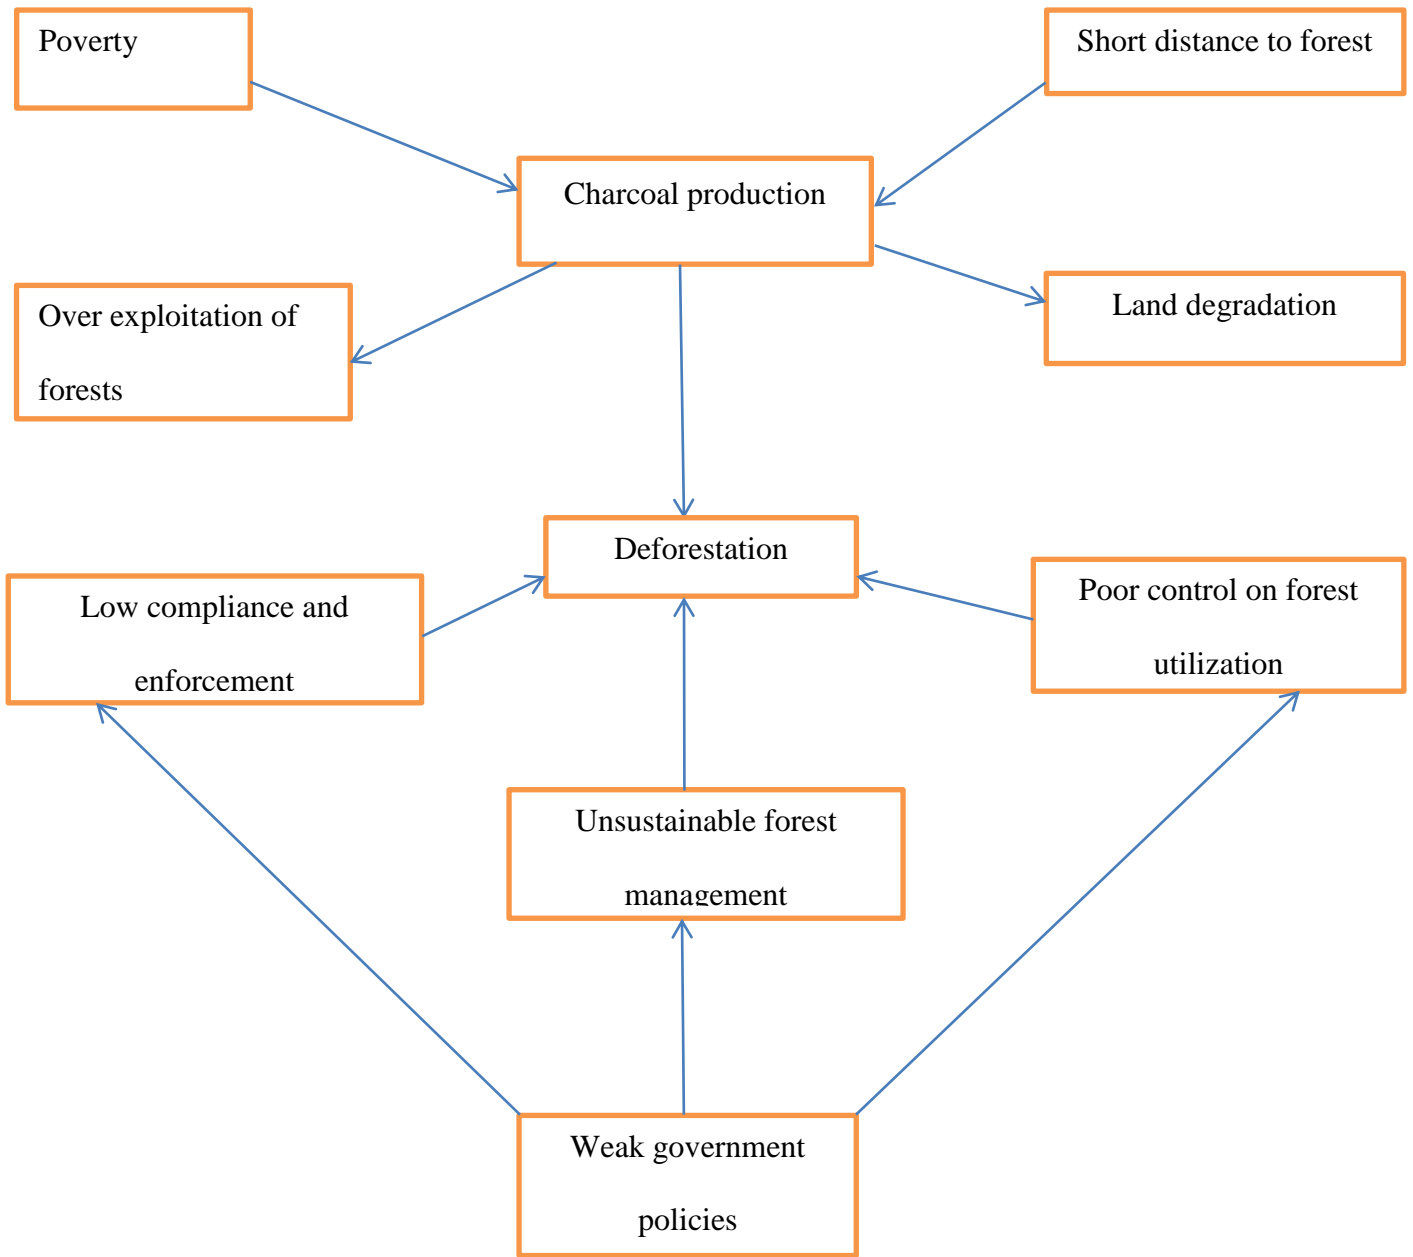 Poverty
Short distance to forest
Charcoal production
Over exploitation of
forests
Land degradation
Deforestation
Low compliance and
enforcement
Poor control on forest
utilization
Unsustainable forest
management
Weak government
policies